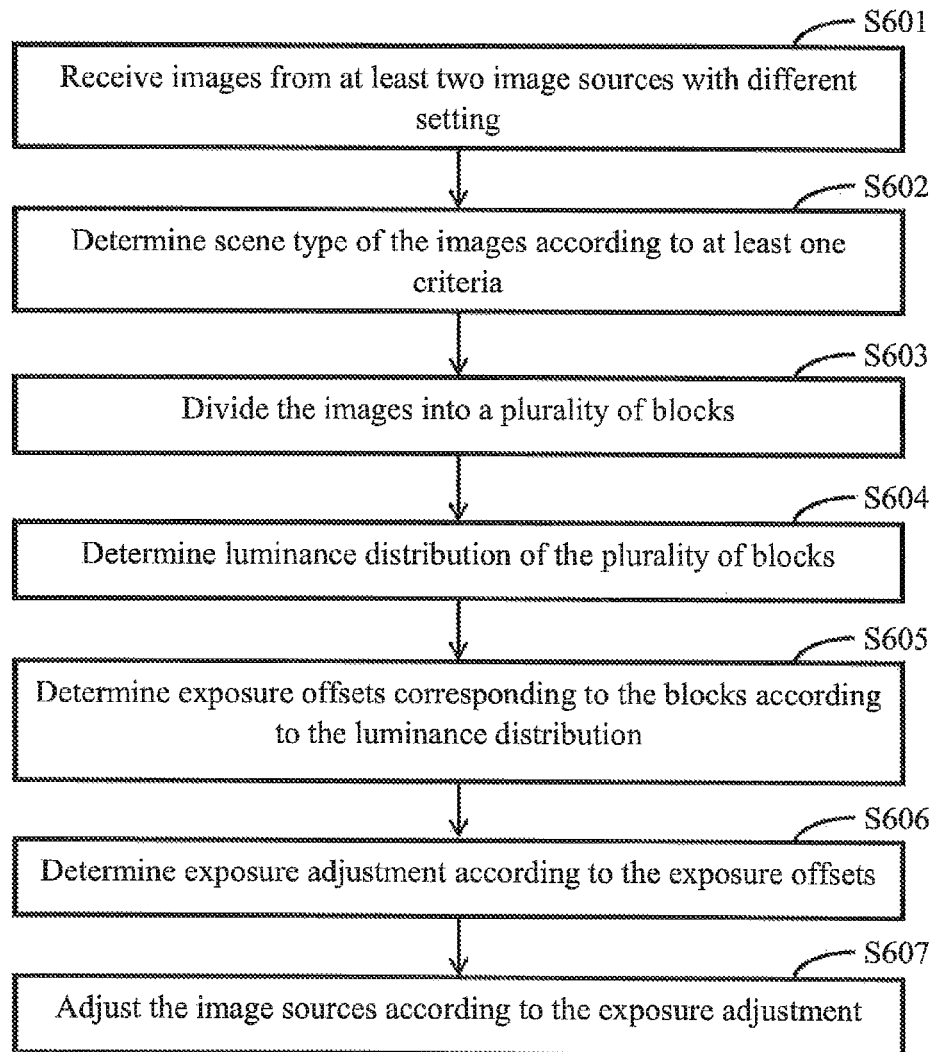 S601
Receive images from at least two image sources with different
setting
S602
Determine scene type of the images according to at least one
criteria
S603
Divide the images into a plurality of blocks
S604
Determine luminance distribution of the plurality of blocks
S605
Determine exposure offsets corresponding to the blocks according
to the luminance distribution
S606
Determine exposure adjustment according to the exposure offsets
S607
Adjust the image sources according to the exposure adjustment